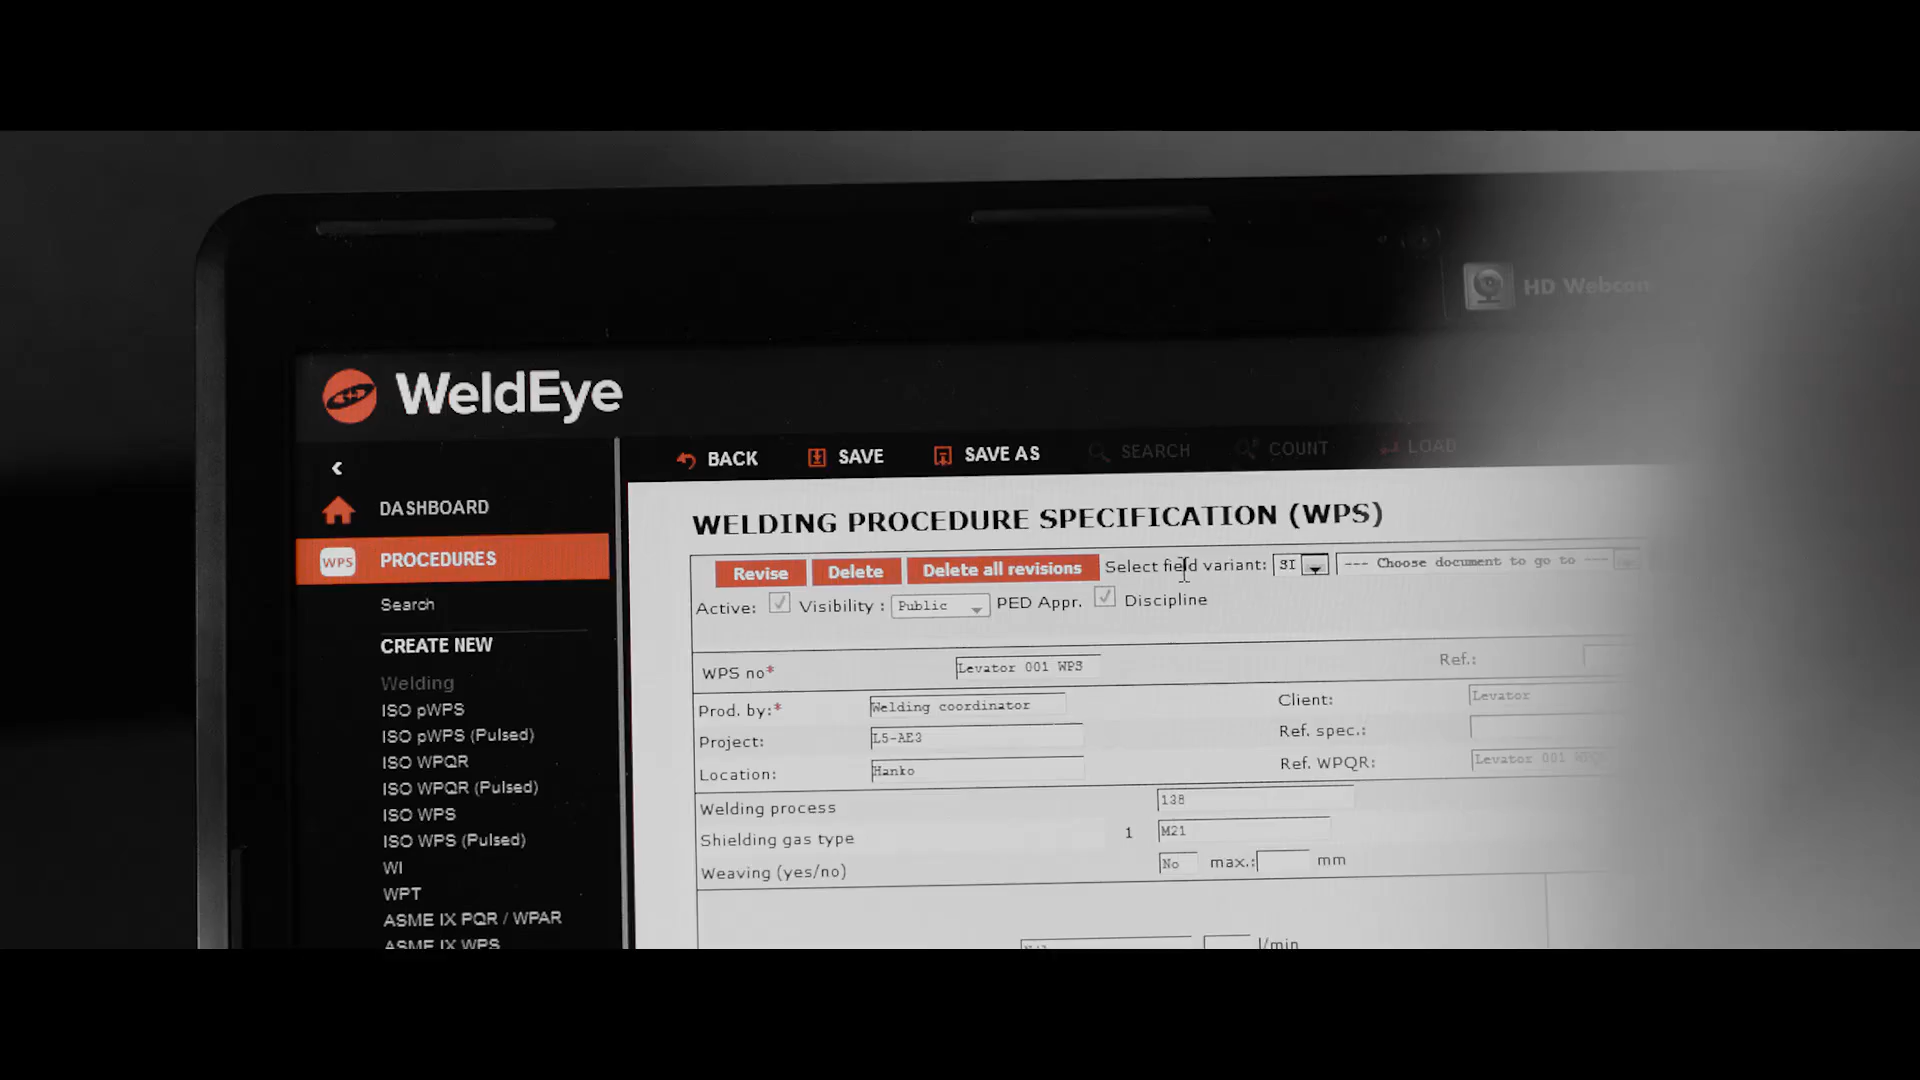 HD Webcam
WeldEye
BACK SAVE SAVE AS SEARCH COUNT LOAD
DASHBOARD
WPS PROCEDURES
Search
CREATE NEW
Welding
ISO pWPS
ISO pWPS (Pulsed)
ISO WPQR
ISO WPQR (Pulsed)
ISO WPS
ISO WPS (Pulsed)
WI
WPT
ASME IX PQR / WPAR
ASME IX WPS
WELDING PROCEDURE SPECIFICATION (WPS)
Revise Delete Delete all revisions Select field variant: SI --- Choose document to go to ---
Active: Visibility : Public PED Appr. Discipline
WPS no* Levator 001 WPS Ref.:
Prod. by:* Welding coordinator Client: Levator
Project: L5-AE3 Ref. spec.:
Location: Hanko Ref. WPQR: Levator 001
Welding process 138
Shielding gas type 1 M21
Weaving (yes/no) No max.: mm
l/min